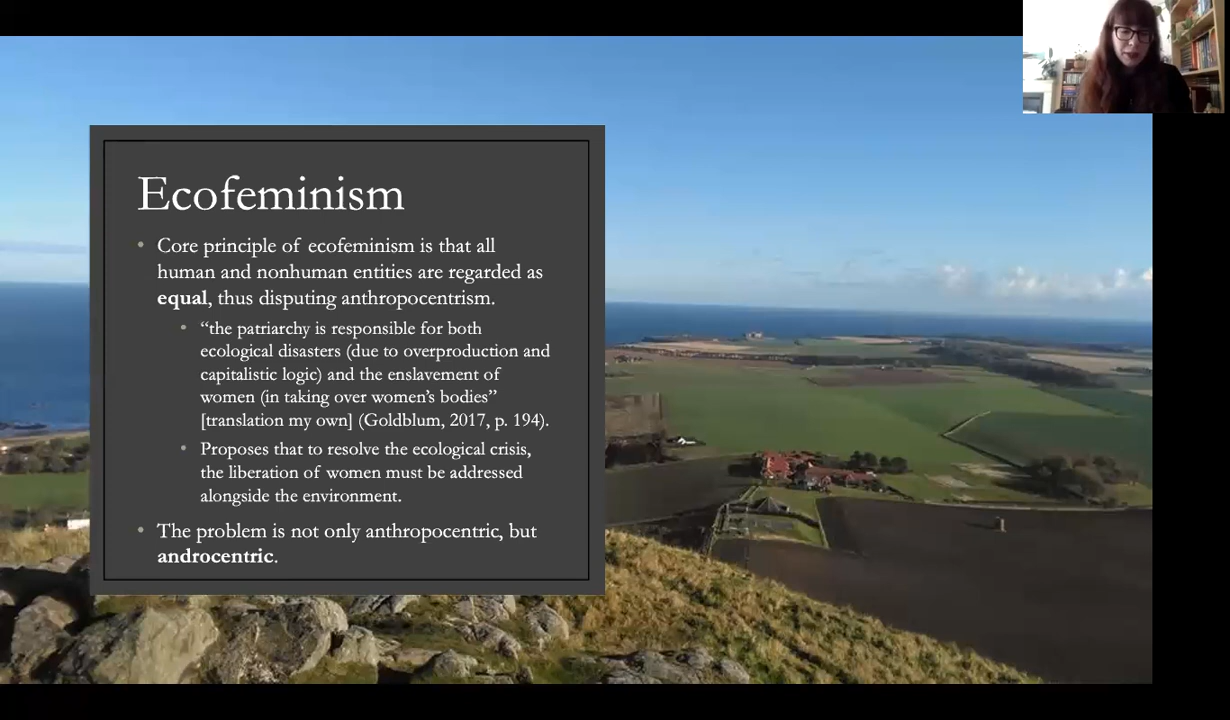 Ecofeminism
• Core principle of ecofeminism is that all
human and nonhuman entities are regarded as
equal, thus disputing anthropocentrism.
• “the patriarchy is responsible for both
ecological disasters (due to overproduction and
capitalistic logic) and the enslavement of
women (in taking over women’s bodies”
[translation my own] (Goldblum, 2017, p. 194).
• Proposes that to resolve the ecological crisis,
the liberation of women must be addressed
alongside the environment.
• The problem is not only anthropocentric, but
androcentric.